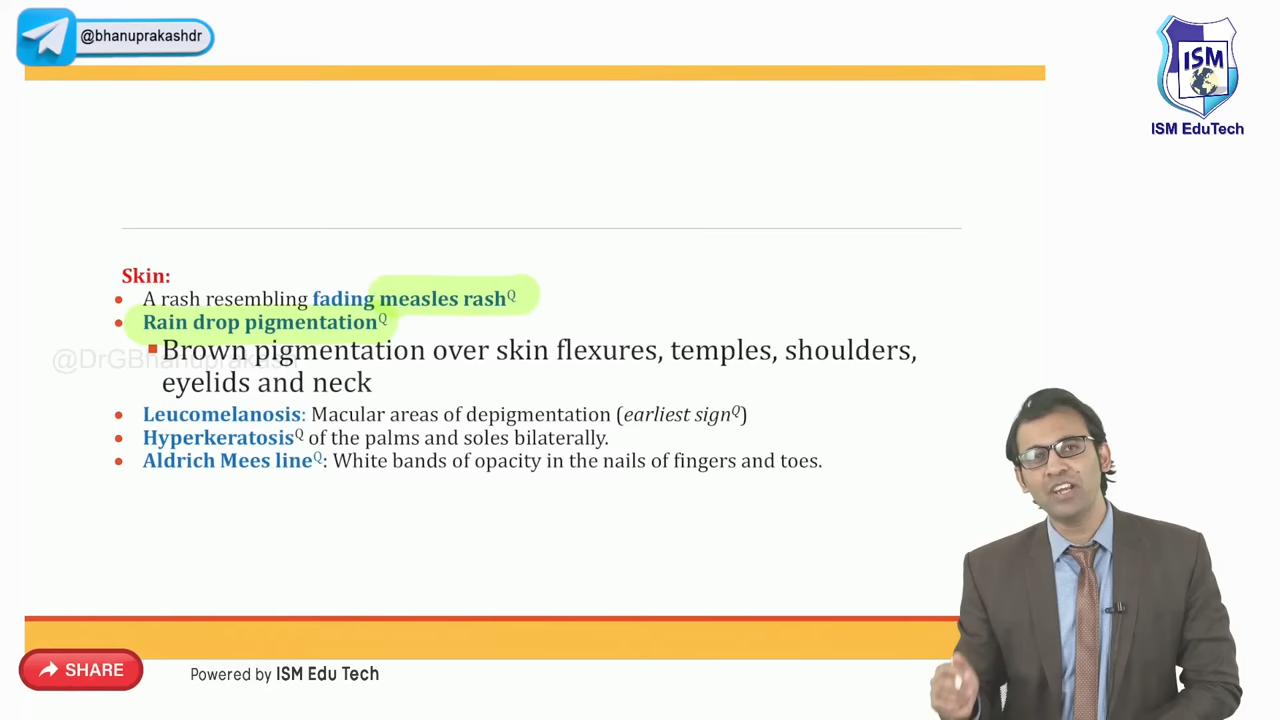 @bhanuprakashdr
ISM
ISM EduTech
Skin:
• A rash resembling fading measles rashQ
• Rain drop pigmentationQ
@DrGBhanuprakash
▪Brown pigmentation over skin flexures, temples, shoulders,
eyelids and neck
• Leucomelanosis: Macular areas of depigmentation (earliest signQ)
• HyperkeratosisQ of the palms and soles bilaterally.
• Aldrich Mees lineQ: White bands of opacity in the nails of fingers and toes.
SHARE
Powered by ISM Edu Tech